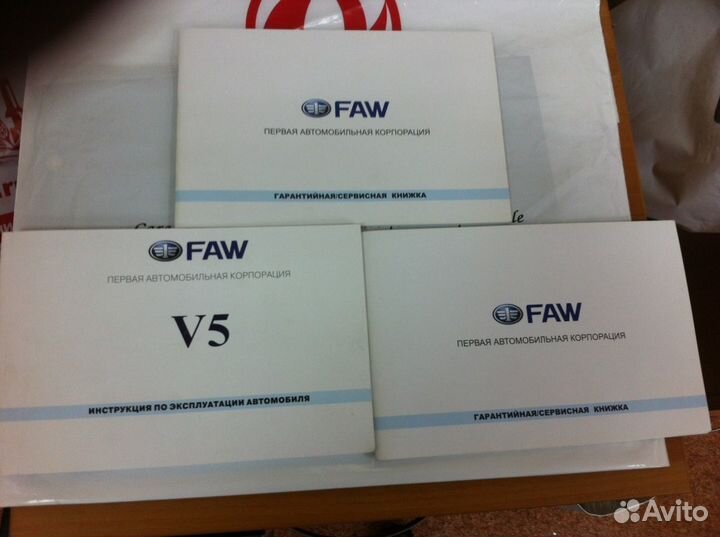 FAW
ПЕРВАЯ АВТОМОБИЛЬНАЯ КОРПОРАЦИЯ
ГАРАНТИЙНАЯ/СЕРВИСНАЯ КНИЖКА
FAW
ПЕРВАЯ АВТОМОБИЛЬНАЯ КОРПОРАЦИЯ
V5
ИНСТРУКЦИЯ ПО ЭКСПЛУАТАЦИИ АВТОМОБИЛЯ
FAW
ПЕРВАЯ АВТОМОБИЛЬНАЯ КОРПОРАЦИЯ
ГАРАНТИЙНАЯ/СЕРВИСНАЯ КНИЖКА
Avito